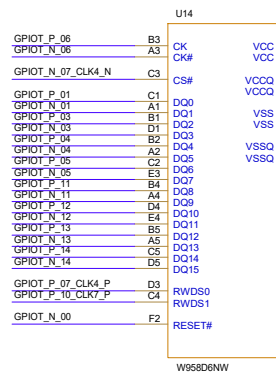 U14
GPIOT_P_06 B3 CK VCC
GPIOT_N_06 A3 CK# VCC
GPIOT_N_07_CLK4_N C3 CS# VCCQ
VCCQ
GPIOT_P_01 C1 DQ0
GPIOT_N_01 A1 DQ1 VSS
GPIOT_P_03 B1 DQ2 VSS
GPIOT_N_03 D1 DQ3
GPIOT_P_04 B2 DQ4 VSSQ
GPIOT_N_04 A2 DQ5 VSSQ
GPIOT_P_05 C2 DQ6
GPIOT_N_05 E3 DQ7
GPIOT_P_11 B4 DQ8
GPIOT_N_11 A4 DQ9
GPIOT_P_12 D4 DQ10
GPIOT_N_12 E4 DQ11
GPIOT_P_13 B5 DQ12
GPIOT_N_13 A5 DQ13
GPIOT_P_14 C5 DQ14
GPIOT_N_14 D5 DQ15
GPIOT_P_07_CLK4_P D3 RWDS0
GPIOT_P_10_CLK7_P C4 RWDS1
GPIOT_N_00 F2 RESET#
W958D6NW